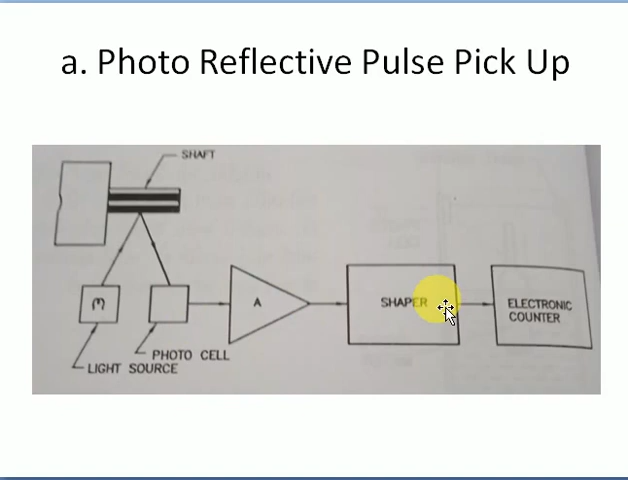 a. Photo Reflective Pulse Pick Up
SHAFT
A
SHAPER
ELECTRONIC
COUNTER
PHOTO CELL
LIGHT SOURCE